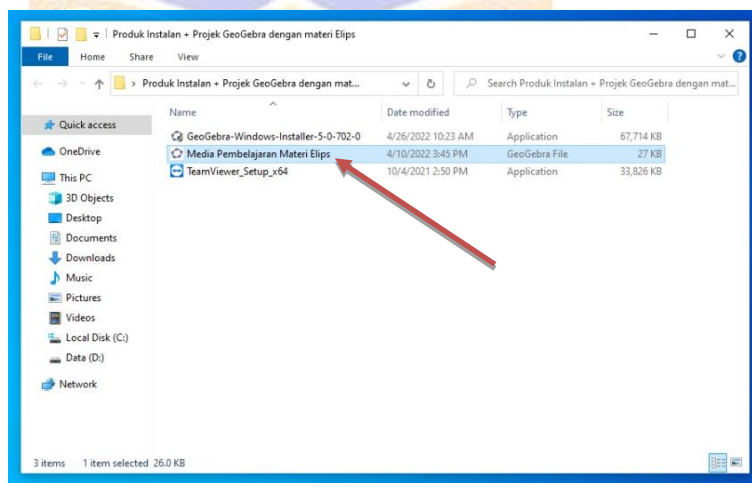 Produk Instalan + Projek GeoGebra dengan materi Elips
File Home Share View
Produk Instalan + Projek GeoGebra dengan mat... Search Produk Instalan + Projek GeoGebra dengan mat...
Name Date modified Type Size
Quick access
GeoGebra-Windows-Installer-5-0-702-0 4/26/2022 10:23 AM Application 67,714 KB
OneDrive
Media Pembelajaran Materi Elips 4/10/2022 3:45 PM GeoGebra File 27 KB
This PC
TeamViewer_Setup_x64 10/4/2021 2:50 PM Application 33,826 KB
3D Objects
Desktop
Documents
Downloads
Music
Pictures
Videos
Local Disk (C:)
Data (D:)
Network
3 items 1 item selected 26.0 KB